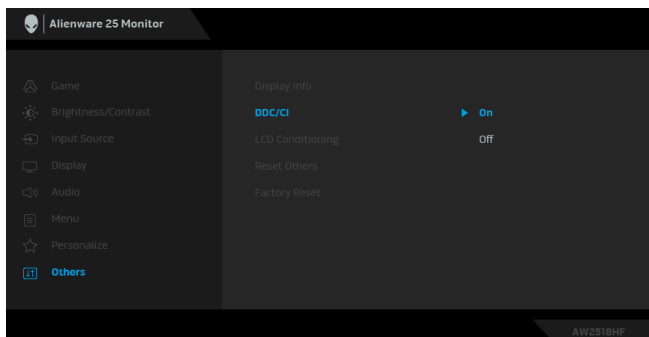 Alienware 25 Monitor
Game
Brightness/Contrast
Input Source
Display
Audio
Menu
Personalize
Others
Display Info
DDC/CI
On
LCD Conditioning
Off
Reset Others
Factory Reset
AW2518HF